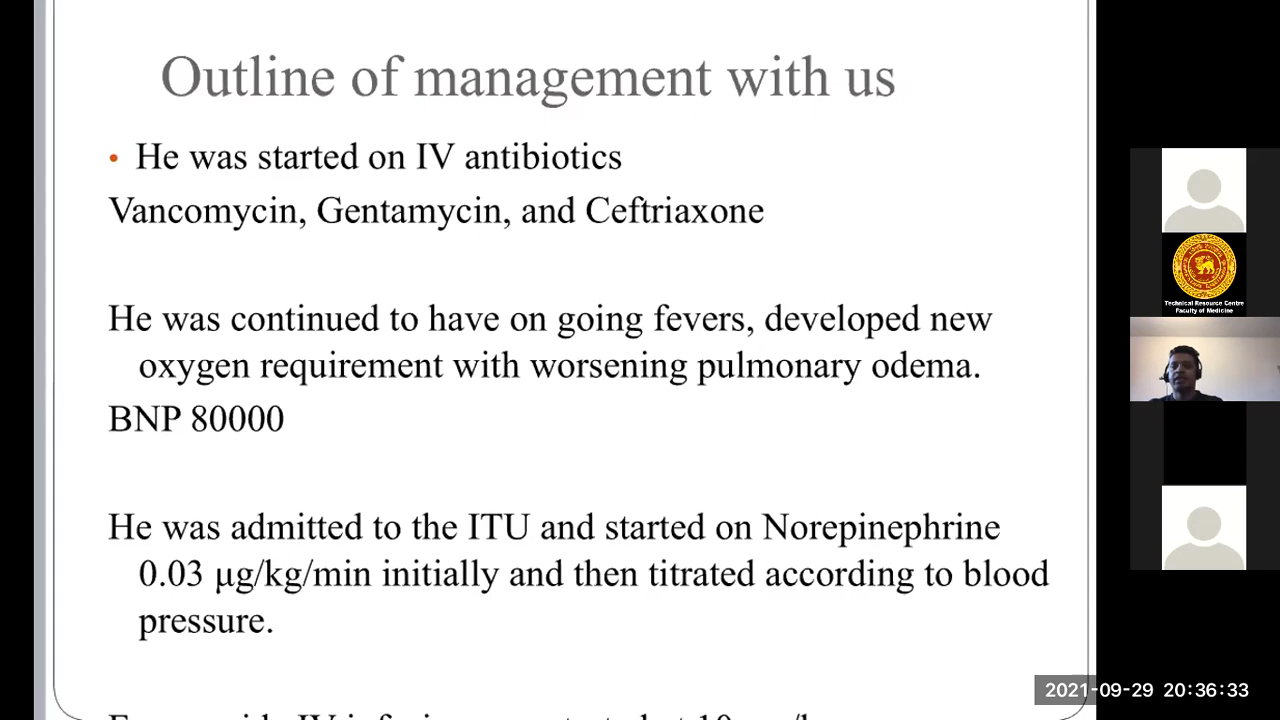 Outline of management with us
• He was started on IV antibiotics
Vancomycin, Gentamycin, and Ceftriaxone
He was continued to have on going fevers, developed new
oxygen requirement with worsening pulmonary odema.
BNP 80000
He was admitted to the ITU and started on Norepinephrine
0.03 μg/kg/min initially and then titrated according to blood
pressure.
Technical Resource Centre
Faculty of Medicine
2021-09-29 20:36:33